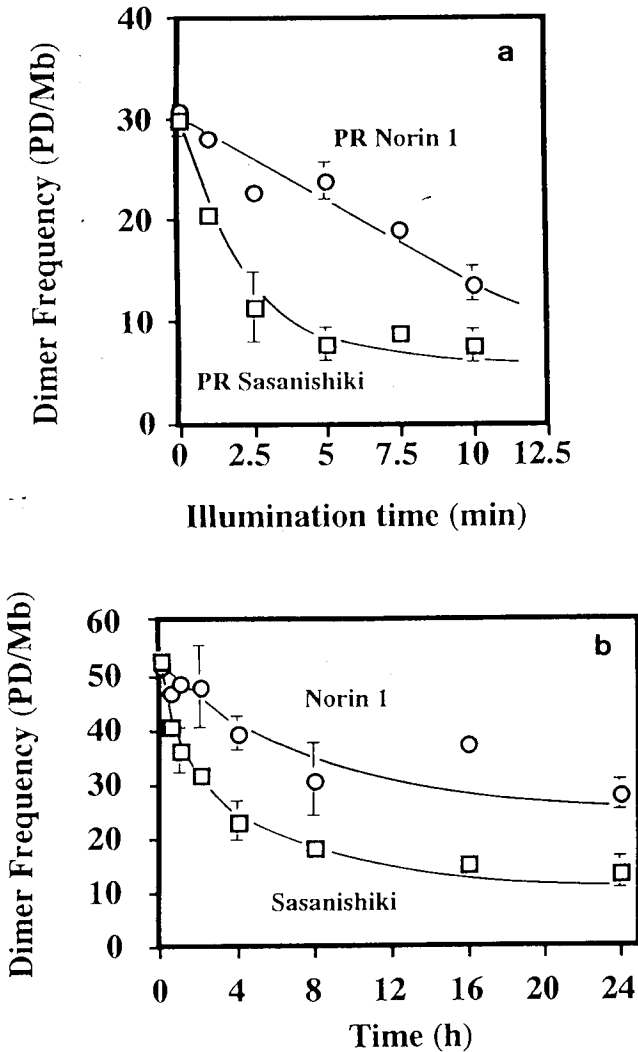 a
Dimer Frequency (PD/Mb)
40
30
20
10
0
PR Norin 1
PR Sasanishiki
0 2.5 5 7.5 10 12.5
Illumination time (min)
b
Dimer Frequency (PD/Mb)
60
50
40
30
20
10
0
Norin 1
Sasanishiki
0 4 8 12 16 20 24
Time (h)